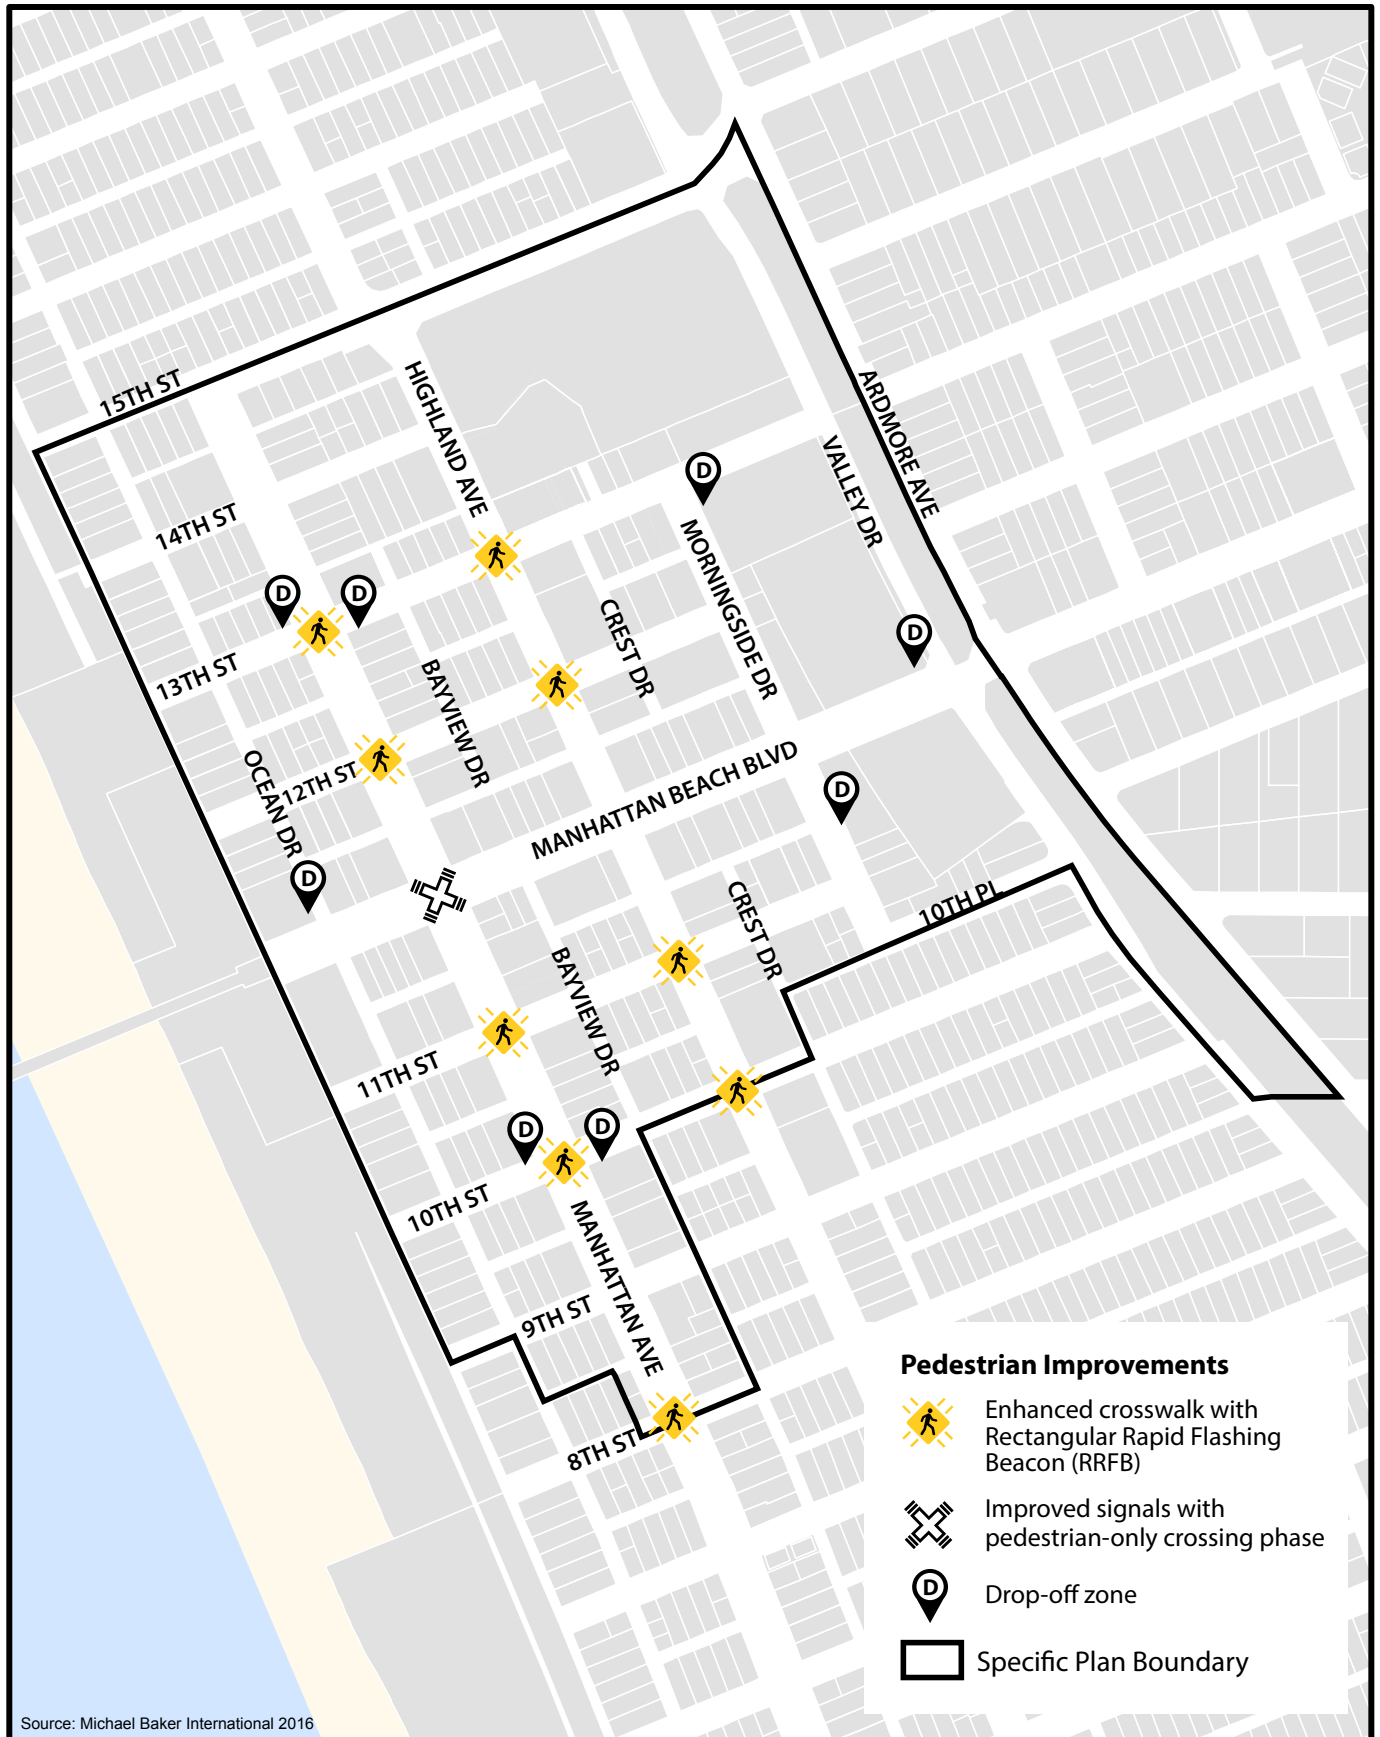 15TH ST
HIGHLAND AVE
ARDMORE AVE
VALLEY DR
D
14TH ST
MORNINGSIDE DR
D
D
CREST DR
D
13TH ST
BAYVIEW DR
OCEAN DR
12TH ST
MANHATTAN BEACH BLVD
D
D
CREST DR
10TH PL
BAYVIEW DR
11TH ST
D
D
10TH ST
MANHATTAN AVE
9TH ST
8TH ST
Pedestrian Improvements
Enhanced crosswalk with
Rectangular Rapid Flashing
Beacon (RRFB)
Improved signals with
pedestrian-only crossing phase
D
Drop-off zone
Specific Plan Boundary
Source: Michael Baker International 2016